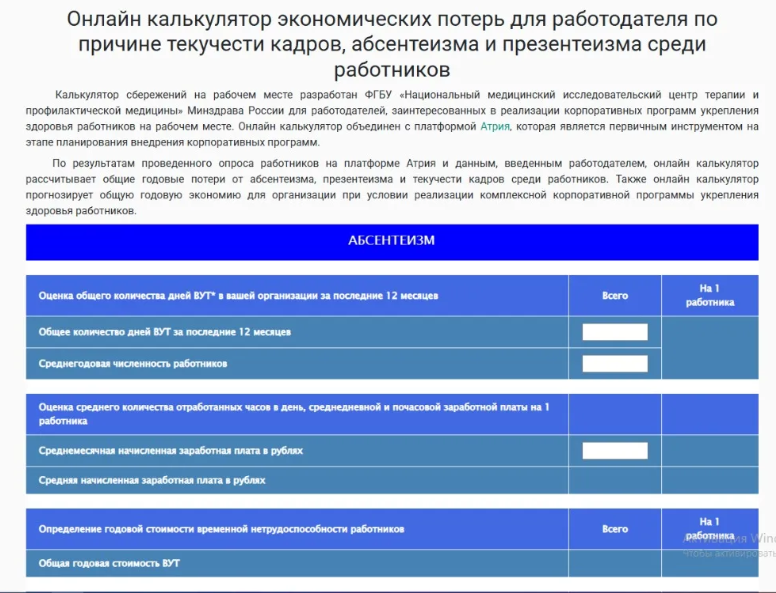 Онлайн калькулятор экономических потерь для работодателя по
причине текучести кадров, абсентеизма и презентеизма среди
работников
Калькулятор сбережений на рабочем месте разработан ФГБУ «Национальный медицинский исследовательский центр терапии и
профилактической медицины» Минздрава России для работодателей, заинтересованных в реализации корпоративных программ укрепления
здоровья работников на рабочем месте. Онлайн калькулятор объединен с платформой Атрия, которая является первичным инструментом на
этапе планирования внедрения корпоративных программ.
По результатам проведенного опроса работников на платформе Атрия и данным, введенным работодателем, онлайн калькулятор
рассчитывает общие годовые потери от абсентеизма, презентеизма и текучести кадров среди работников. Также онлайн калькулятор
прогнозирует общую годовую экономию для организации при условии реализации комплексной корпоративной программы укрепления
здоровья работников.
АБСЕНТЕИЗМ
Оценка общего количества дней ВУТ* в вашей организации за последние 12 месяцев Всего На 1
работника
Общее количество дней ВУТ за последние 12 месяцев
Среднегодовая численность работников
Оценка среднего количества отработанных часов в день, среднедневной и почасовой заработной платы на 1
работника
Среднемесячная начисленная заработная плата в рублях
Средняя начисленная заработная плата в рублях
Определение годовой стоимости временной нетрудоспособности работников Всего На 1
работника
Активация Win
Чтобы активировать
Общая годовая стоимость ВУТ